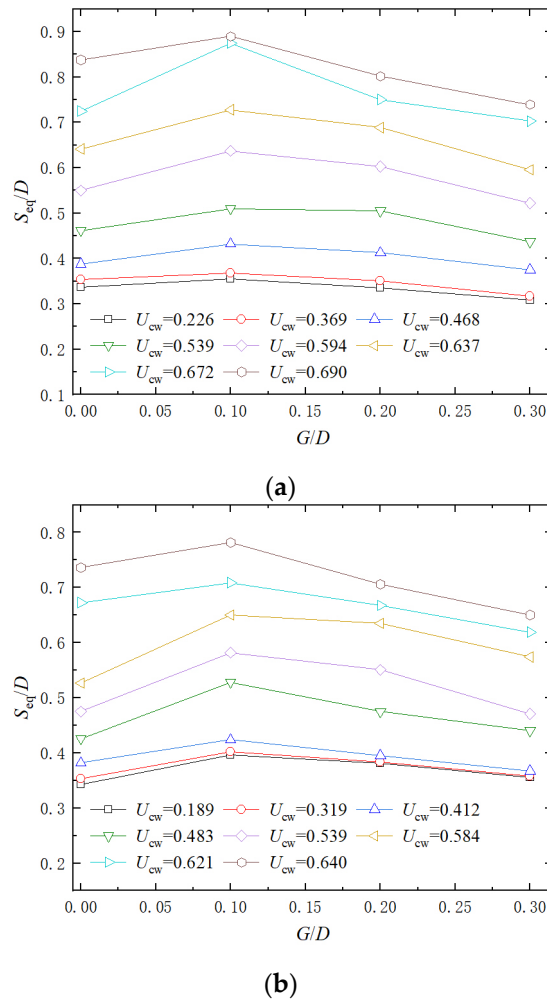 0.9
0.8
0.7
0.6
0.5
0.4
0.3
0.2
0.1
Seq/D
Ucw=0.226 Ucw=0.369 Ucw=0.468
Ucw=0.539 Ucw=0.594 Ucw=0.637
Ucw=0.672 Ucw=0.690
0.00 0.05 0.10 0.15 0.20 0.25 0.30
G/D
(a)
0.8
0.7
0.6
0.5
0.4
0.3
0.2
Seq/D
Ucw=0.189 Ucw=0.319 Ucw=0.412
Ucw=0.483 Ucw=0.539 Ucw=0.584
Ucw=0.621 Ucw=0.640
0.00 0.05 0.10 0.15 0.20 0.25 0.30
G/D
(b)